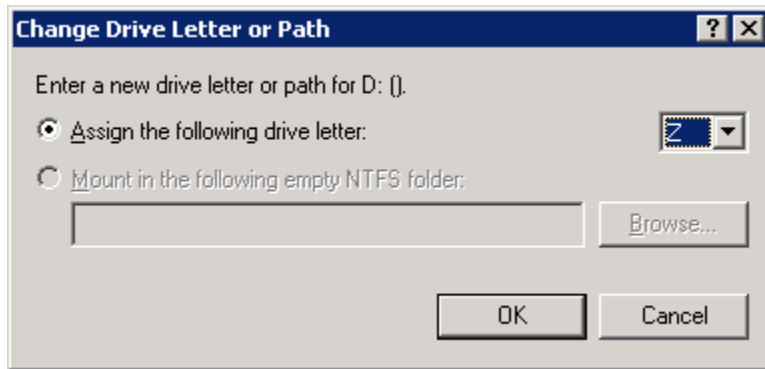 Change Drive Letter or Path
Enter a new drive letter or path for D: ().
Assign the following drive letter: Z
Mount in the following empty NTFS folder:
Browse...
OK Cancel